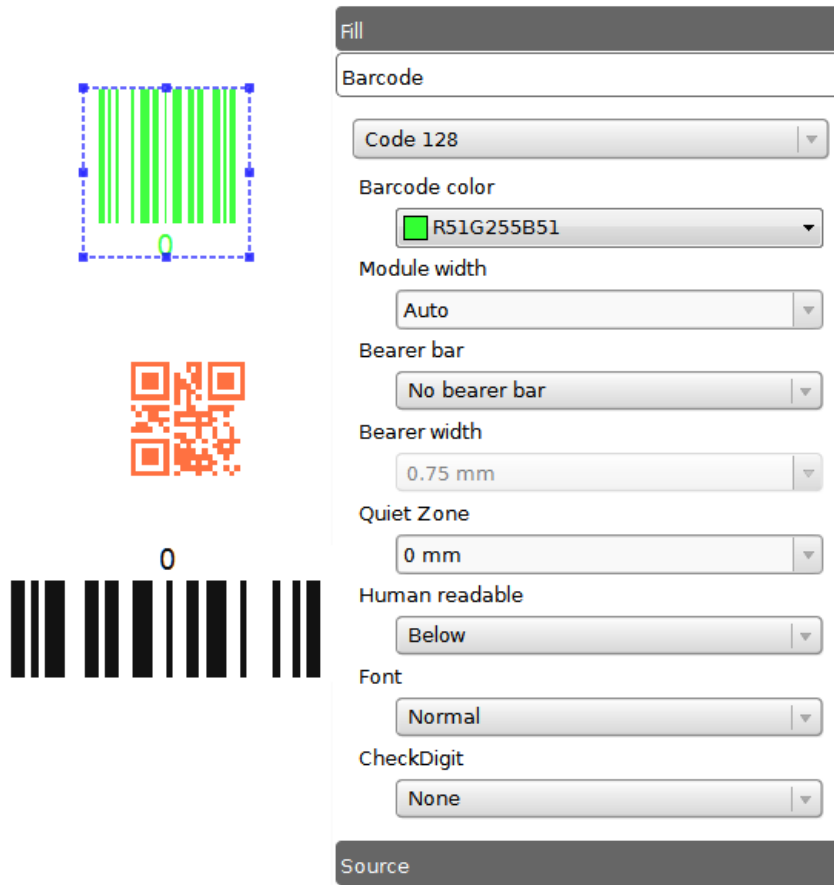 0
0
Fill
Barcode
Code 128
Barcode color
R51G255B51
Module width
Auto
Bearer bar
No bearer bar
Bearer width
0.75 mm
Quiet Zone
0 mm
Human readable
Below
Font
Normal
CheckDigit
None
Source